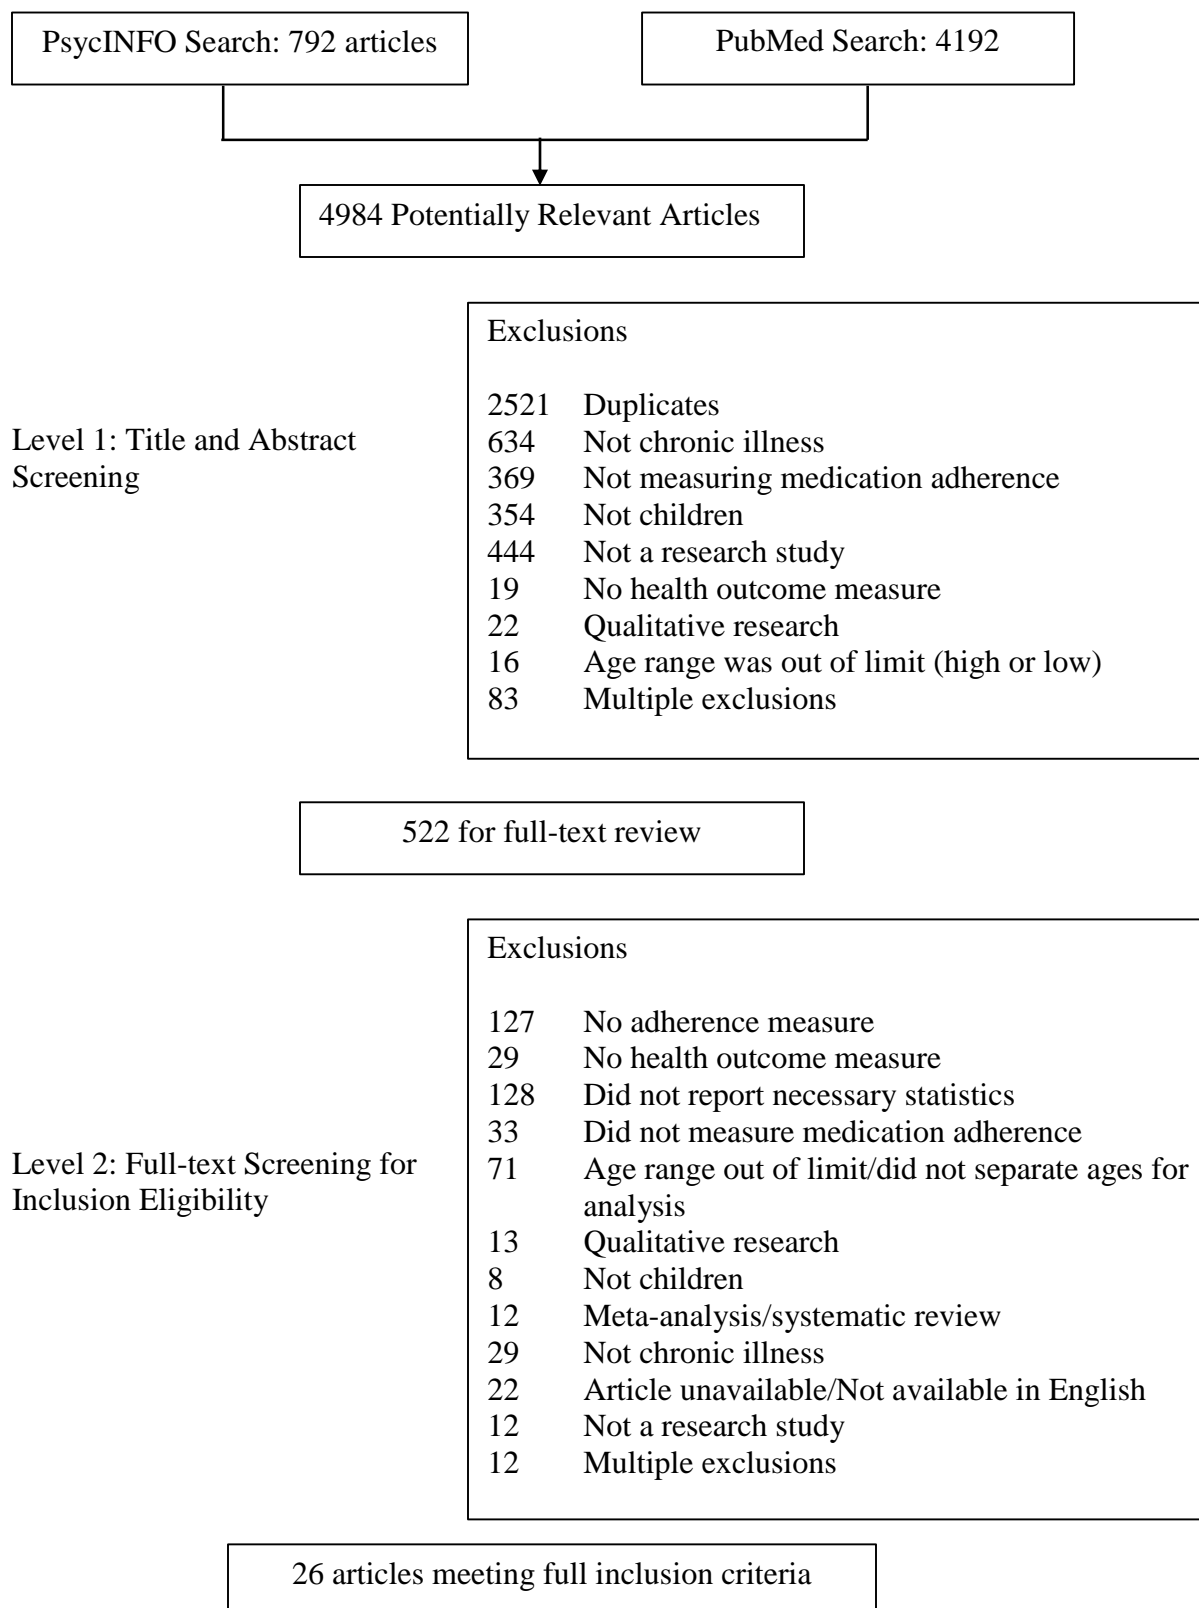 PsycINFO Search: 792 articles
PubMed Search: 4192
4984 Potentially Relevant Articles
Level 1: Title and Abstract
Screening
Exclusions
2521 Duplicates
634 Not chronic illness
369 Not measuring medication adherence
354 Not children
444 Not a research study
19 No health outcome measure
22 Qualitative research
16 Age range was out of limit (high or low)
83 Multiple exclusions
522 for full-text review
Level 2: Full-text Screening for
Inclusion Eligibility
Exclusions
127 No adherence measure
29 No health outcome measure
128 Did not report necessary statistics
33 Did not measure medication adherence
71 Age range out of limit/did not separate ages for
analysis
13 Qualitative research
8 Not children
12 Meta-analysis/systematic review
29 Not chronic illness
22 Article unavailable/Not available in English
12 Not a research study
12 Multiple exclusions
26 articles meeting full inclusion criteria